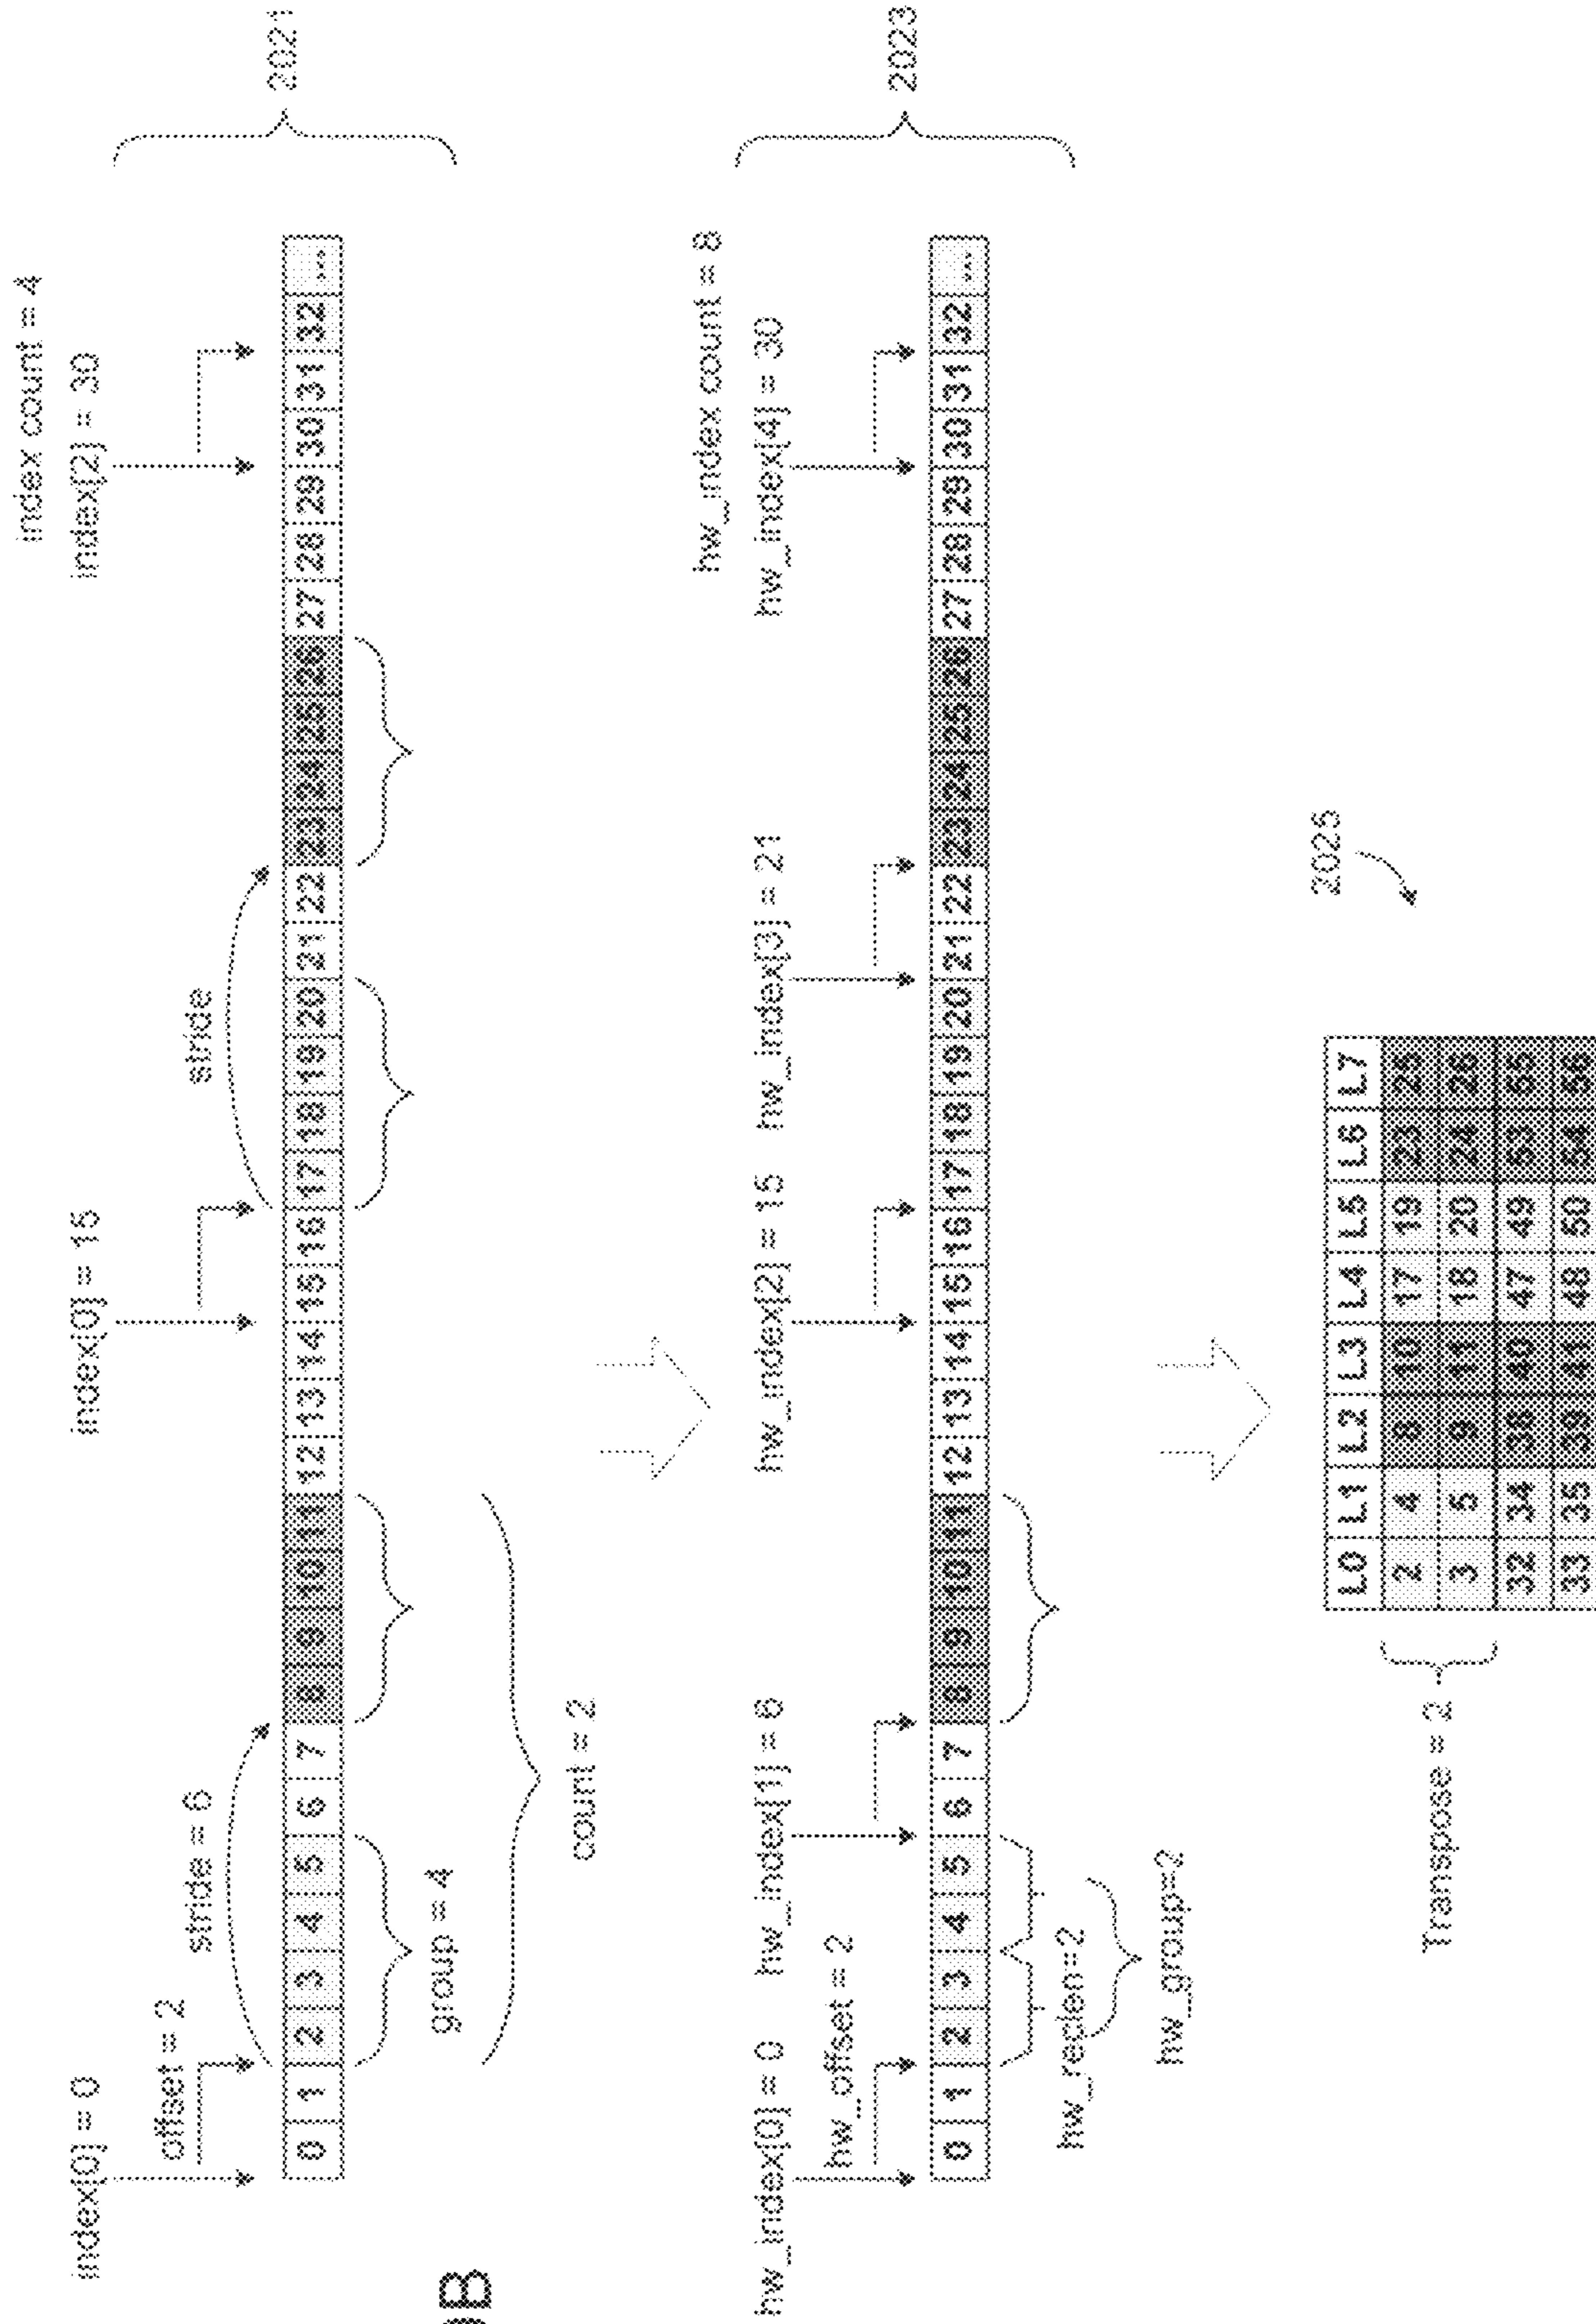 index count = 4
index[0] = 0
index[0] = 15
index[2] = 30
offset = 2
stride = 6
stride
0 1 2 3 4 5 6 7 8 9 10 11 12 13 14 15 16 17 18 19 20 21 22 23 24 25 26 27 28 29 30 31 32 ...
2021
group = 4
count = 2
hw_index count = 8
hw_index[0] = 0
hw_index[1] = 6
hw_index[2] = 15
hw_index[3] = 21
hw_index[4] = 30
hw_offset = 2
0 1 2 3 4 5 6 7 8 9 10 11 12 13 14 15 16 17 18 19 20 21 22 23 24 25 26 27 28 29 30 31 32 ...
2023
hw_reclen=2
hw_group=2
2025
L0 L1 L2 L3 L4 L5 L6 L7
2 4 8 10 17 19 23 25
3 5 9 11 18 20 24 26
32 34 38 40 47 49 53 55
33 35 39 41 48 50 54 56
Transpose = 2